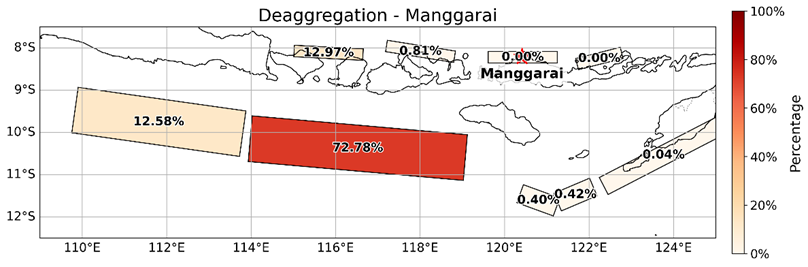 Deaggregation - Manggarai
100%
8°S
12.97%
0.81%
0.00%
0.00%
80%
Manggarai
9°S
60%
12.58%
10°S
72.78%
0.04%
40%
11°S
0.40%
0.42%
20%
12°S
0%
110°E 112°E 114°E 116°E 118°E 120°E 122°E 124°E
Percentage